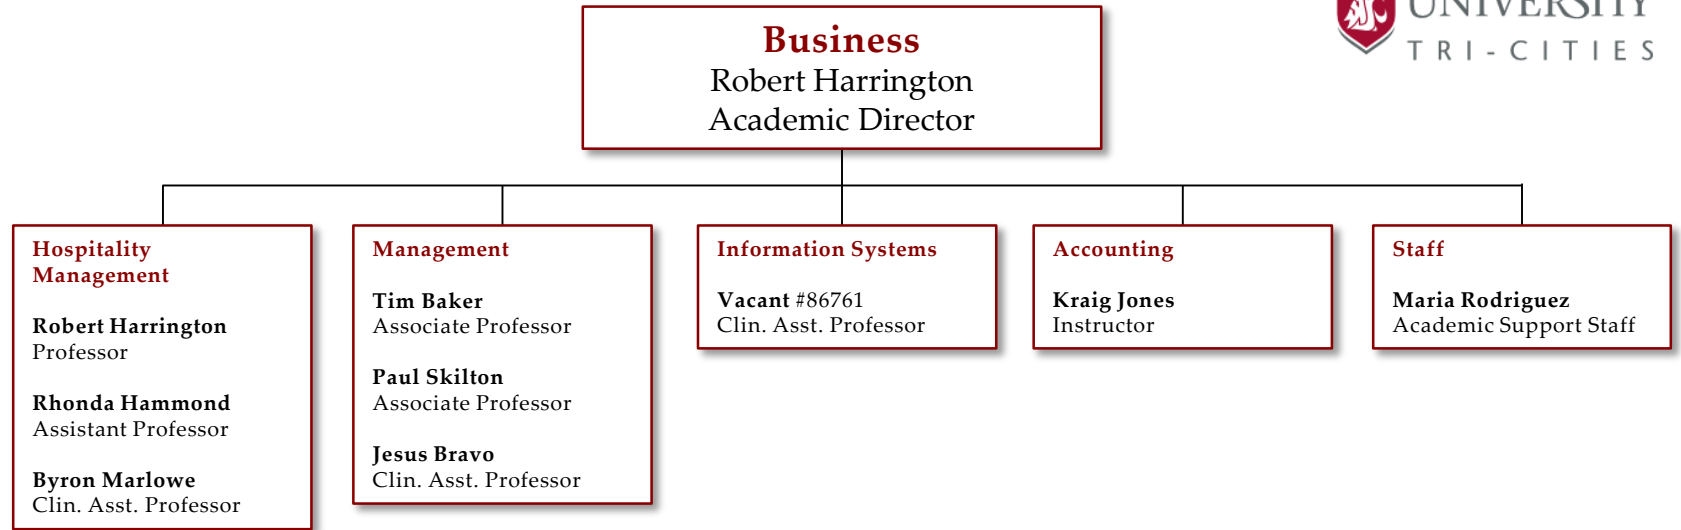 UNIVERSITY
TRI-CITIES
Business
Robert Harrington
Academic Director
Hospitality
Management
Robert Harrington
Professor
Rhonda Hammond
Assistant Professor
Byron Marlowe
Clin. Asst. Professor
Management
Tim Baker
Associate Professor
Paul Skilton
Associate Professor
Jesus Bravo
Clin. Asst. Professor
Information Systems
Vacant #86761
Clin. Asst. Professor
Accounting
Kraig Jones
Instructor
Staff
Maria Rodriguez
Academic Support Staff